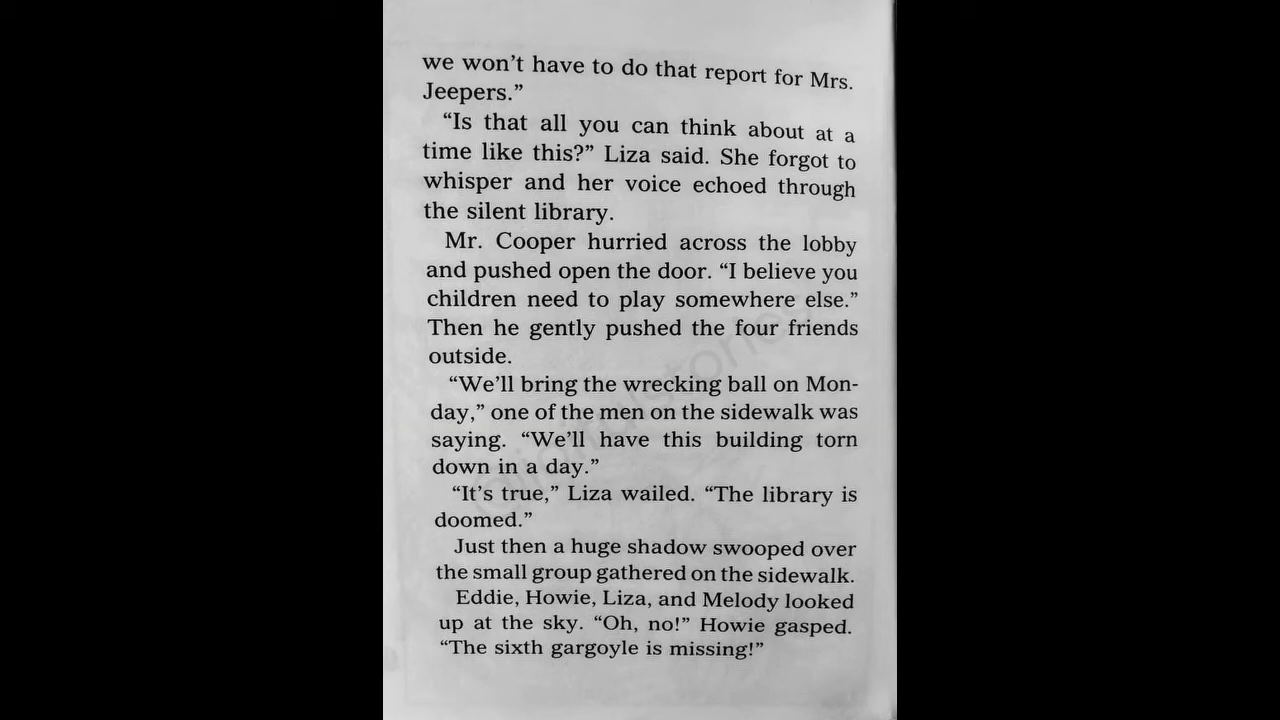 we won't have to do that report for Mrs.
Jeepers."
"Is that all you can think about at a
time like this?" Liza said. She forgot to
whisper and her voice echoed through
the silent library.
Mr. Cooper hurried across the lobby
and pushed open the door. "I believe you
children need to play somewhere else."
Then he gently pushed the four friends
outside.
"We'll bring the wrecking ball on Mon-
day," one of the men on the sidewalk was
saying. "We'll have this building torn
down in a day."
"It's true," Liza wailed. "The library is
doomed."
Just then a huge shadow swooped over
the small group gathered on the sidewalk.
Eddie, Howie, Liza, and Melody looked
up at the sky. "Oh, no!" Howie gasped.
"The sixth gargoyle is missing!"